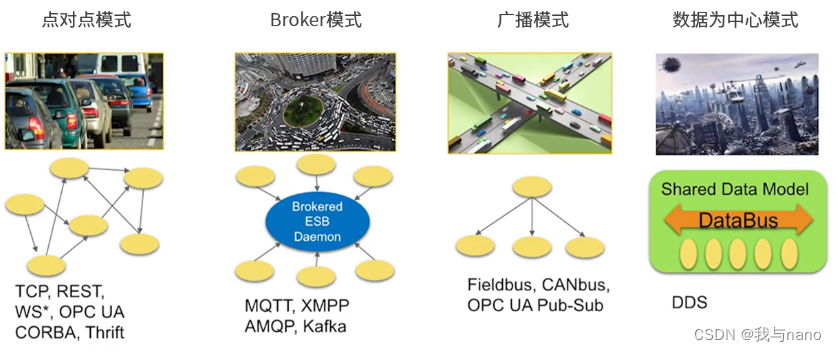 点对点模式
Broker模式
广播模式
数据为中心模式
Brokered
ESB
Daemon
Shared Data Model
DataBus
TCP, REST,
WS*, OPC UA
CORBA, Thrift
MQTT, XMPP
AMQP, Kafka
Fieldbus, CANbus,
OPC UA Pub-Sub
DDS
CSDN @我与nano